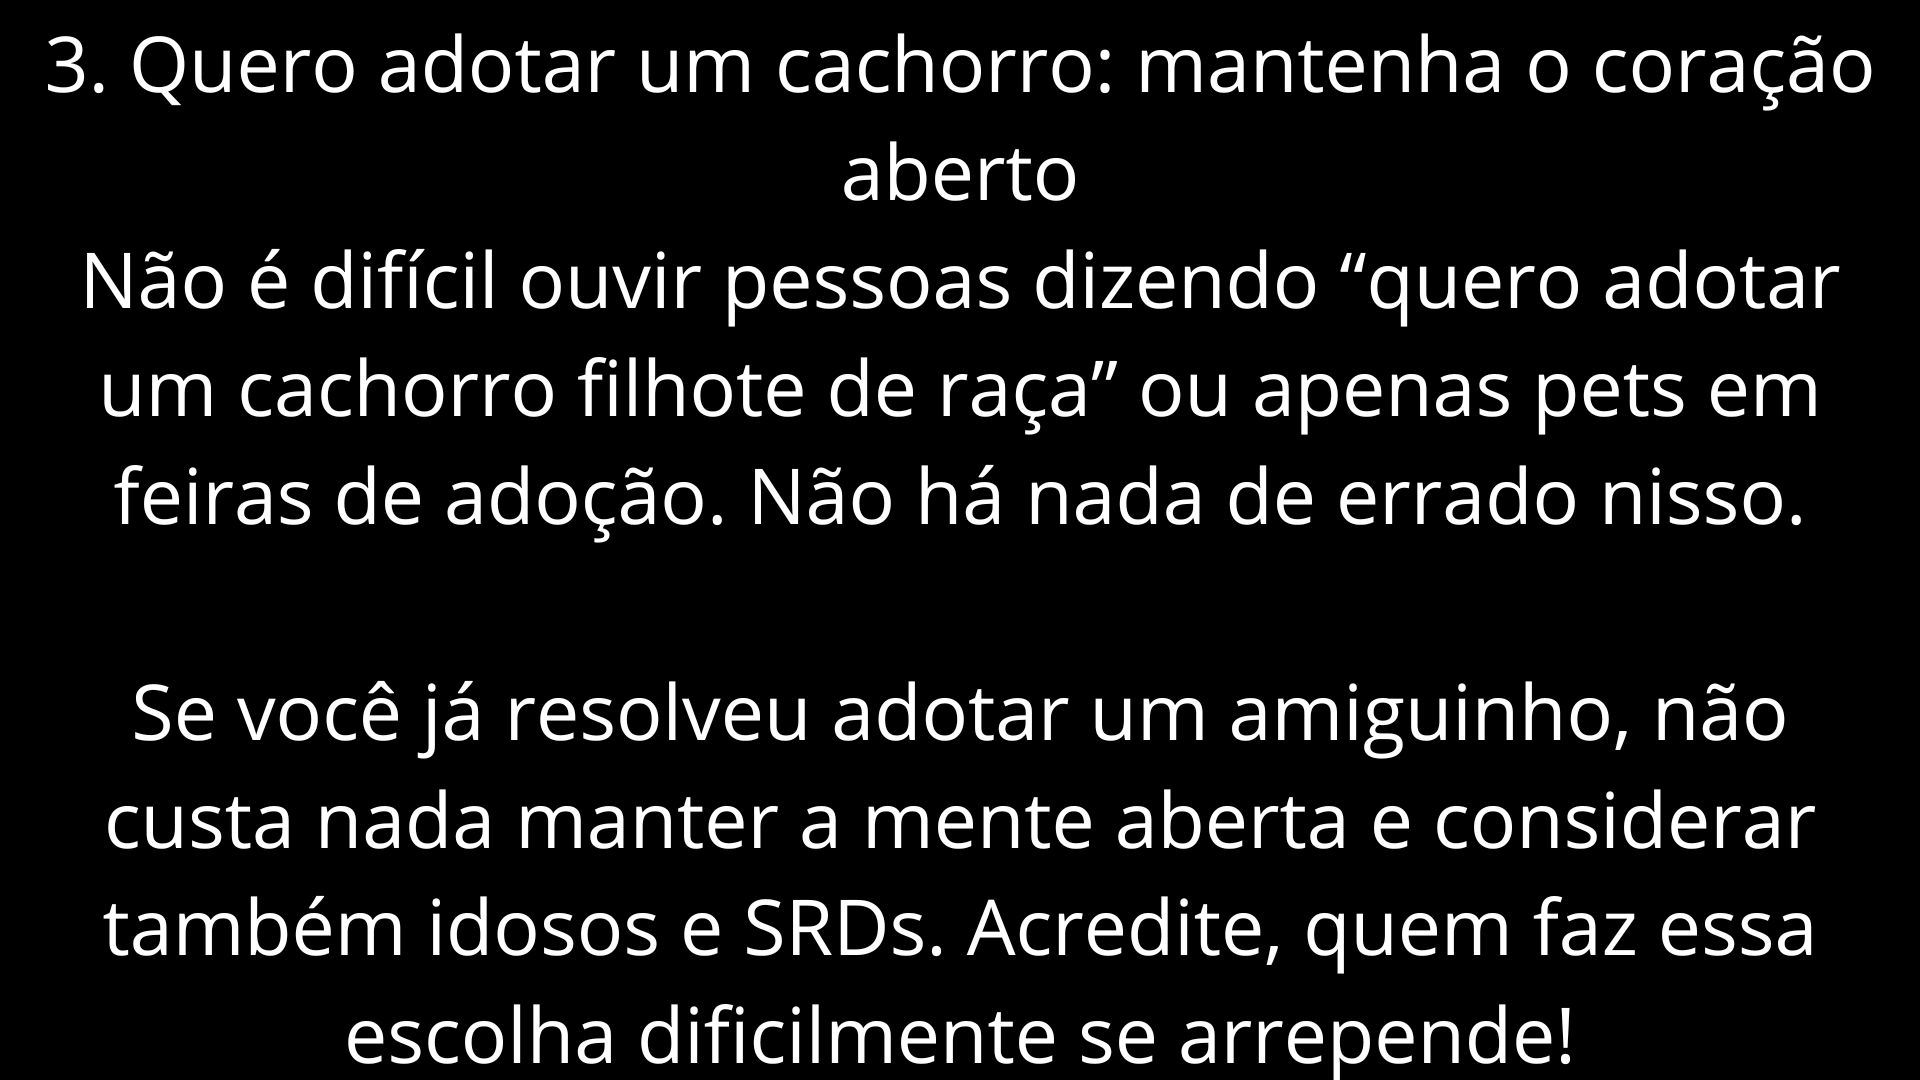 3. Quero adotar um cachorro: mantenha o coração
aberto
Não é difícil ouvir pessoas dizendo “quero adotar
um cachorro filhote de raça” ou apenas pets em
feiras de adoção. Não há nada de errado nisso.
Se você já resolveu adotar um amiguinho, não
custa nada manter a mente aberta e considerar
também idosos e SRDs. Acredite, quem faz essa
escolha dificilmente se arrepende!